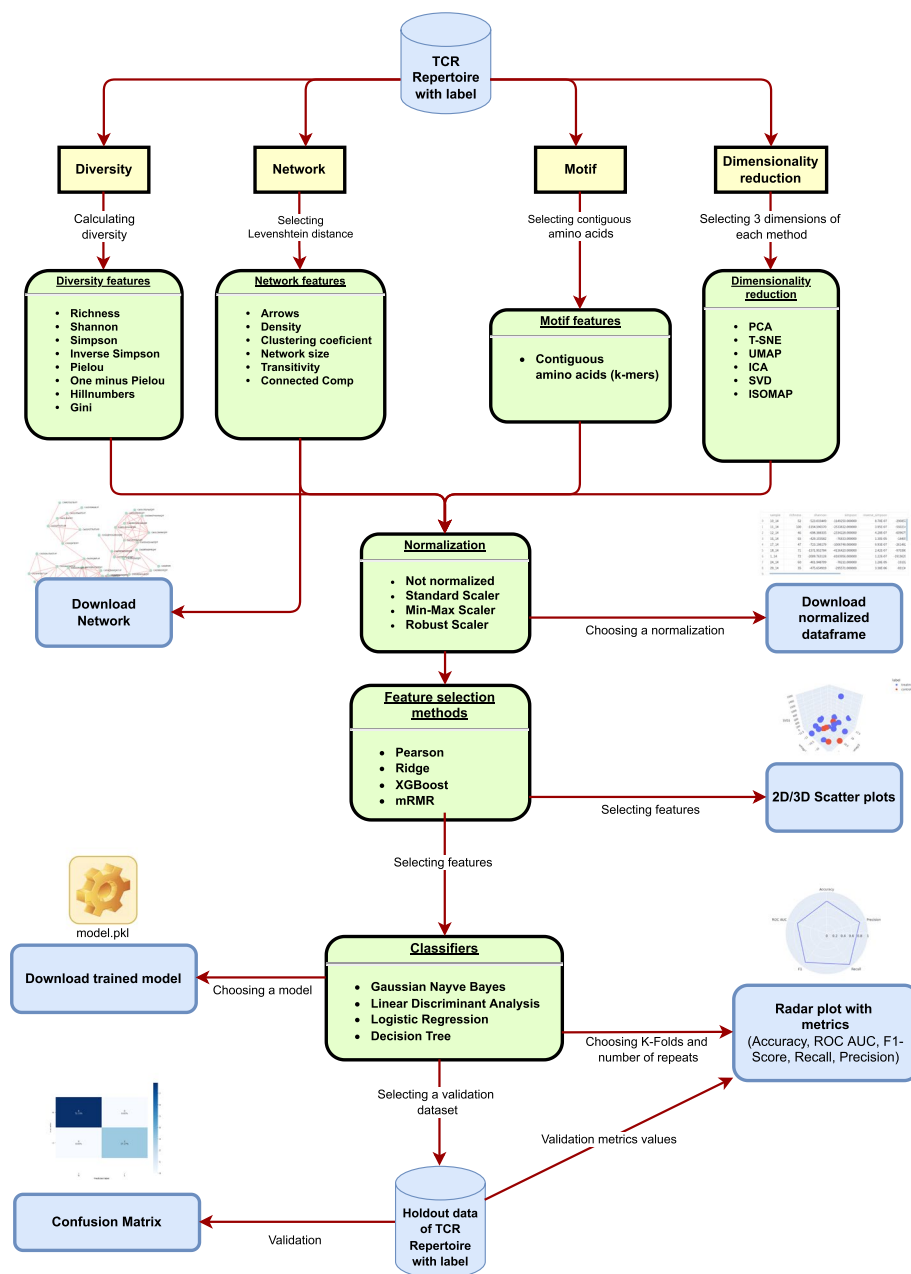 TCR
Repertoire
with label
Diversity
Network
Motif
Dimensionality
reduction
Calculating
diversity
Selecting
Levenshtein distance
Selecting contiguous
amino acids
Selecting 3 dimensions of
each method
Diversity features
• Richness
• Shannon
• Simpson
• Inverse Simpson
• Pielou
• One minus Pielou
• Hillnumbers
• Gini
Network features
• Arrows
• Density
• Clustering coeficient
• Network size
• Transitivity
• Connected Comp
Motif features
• Contiguous
amino acids (k-mers)
Dimensionality
reduction
• PCA
• T-SNE
• UMAP
• ICA
• SVD
• ISOMAP
Normalization
• Not normalized
• Standard Scaler
• Min-Max Scaler
• Robust Scaler
Download
Network
Choosing a normalization
Download
normalized
dataframe
Feature selection
methods
• Pearson
• Ridge
• XGBoost
• mRMR
Selecting features
2D/3D Scatter plots
Selecting features
model.pkl
Download trained model
Choosing a model
Classifiers
• Gaussian Nayve Bayes
• Linear Discriminant Analysis
• Logistic Regression
• Decision Tree
Accuracy
ROC AUC
Precision
F1
Recall
Choosing K-Folds and
number of repeats
Radar plot with
metrics
(Accuracy, ROC AUC, F1-
Score, Recall, Precision)
Selecting a validation
dataset
Validation metrics values
Holdout data
of TCR
Repertoire
with label
Validation
Confusion Matrix